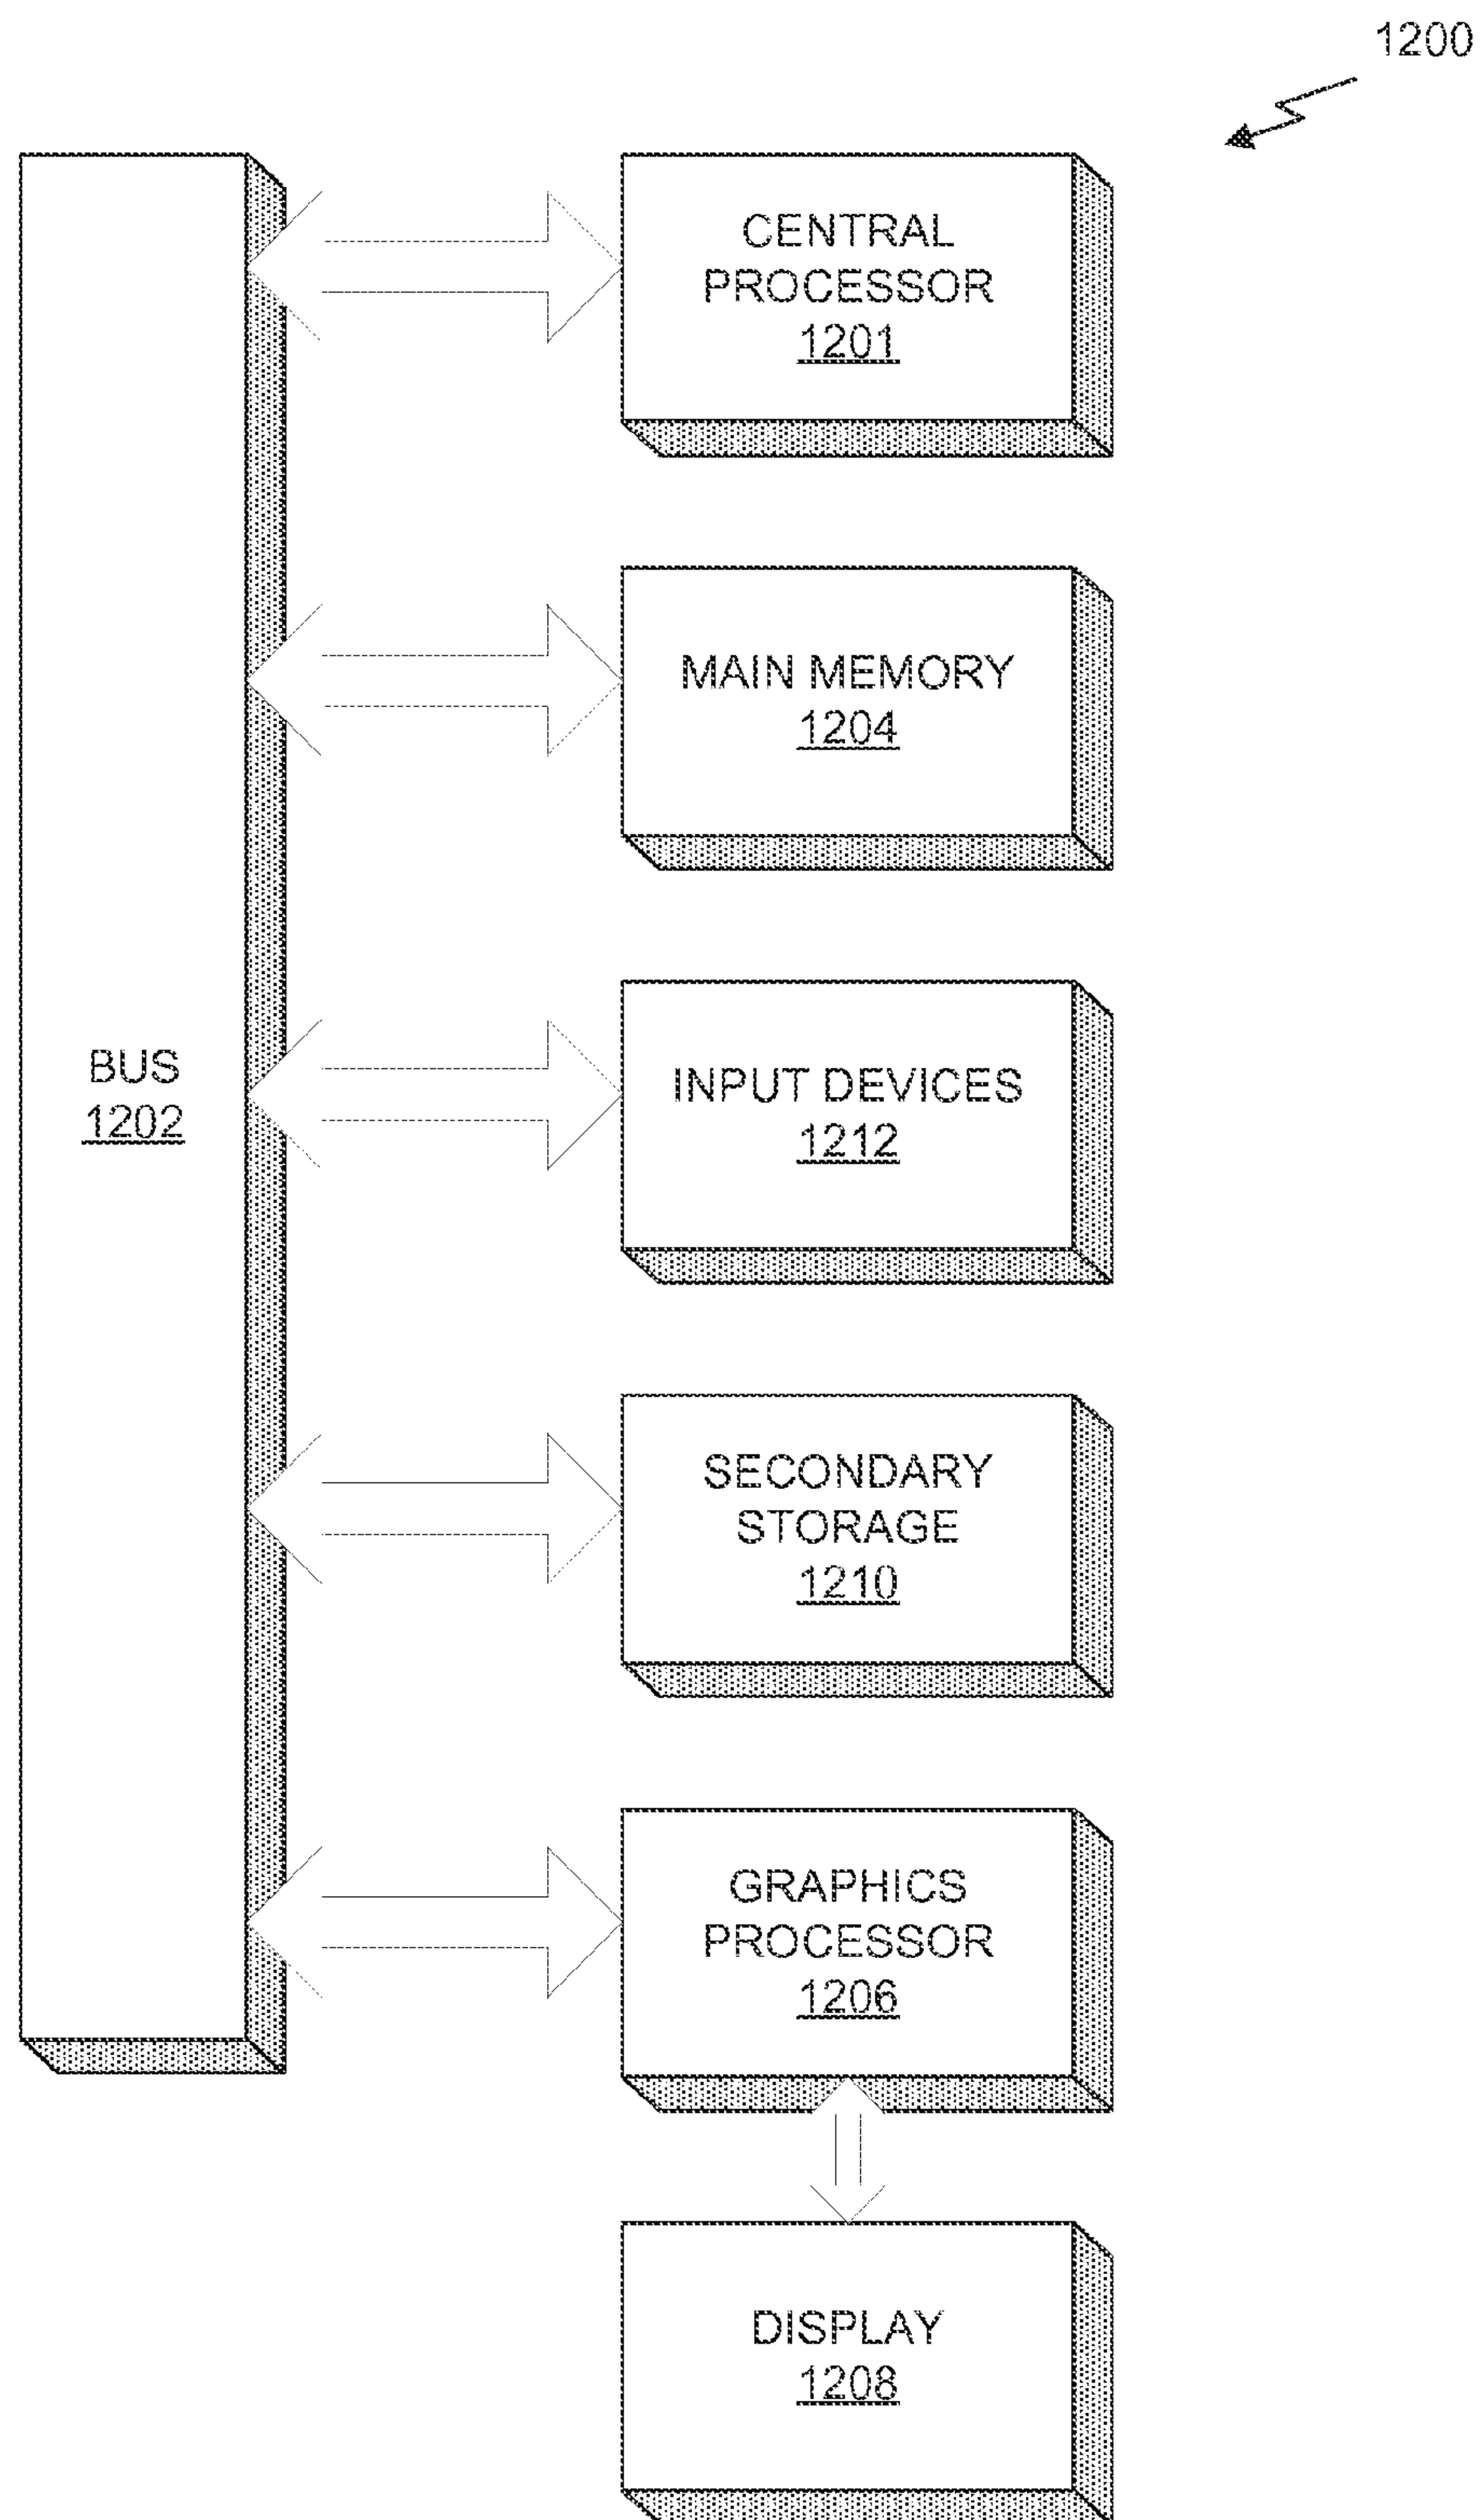 1200
CENTRAL
PROCESSOR
1201
MAIN MEMORY
1204
BUS
1202
INPUT DEVICES
1212
SECONDARY
STORAGE
1210
GRAPHICS
PROCESSOR
1206
DISPLAY
1208